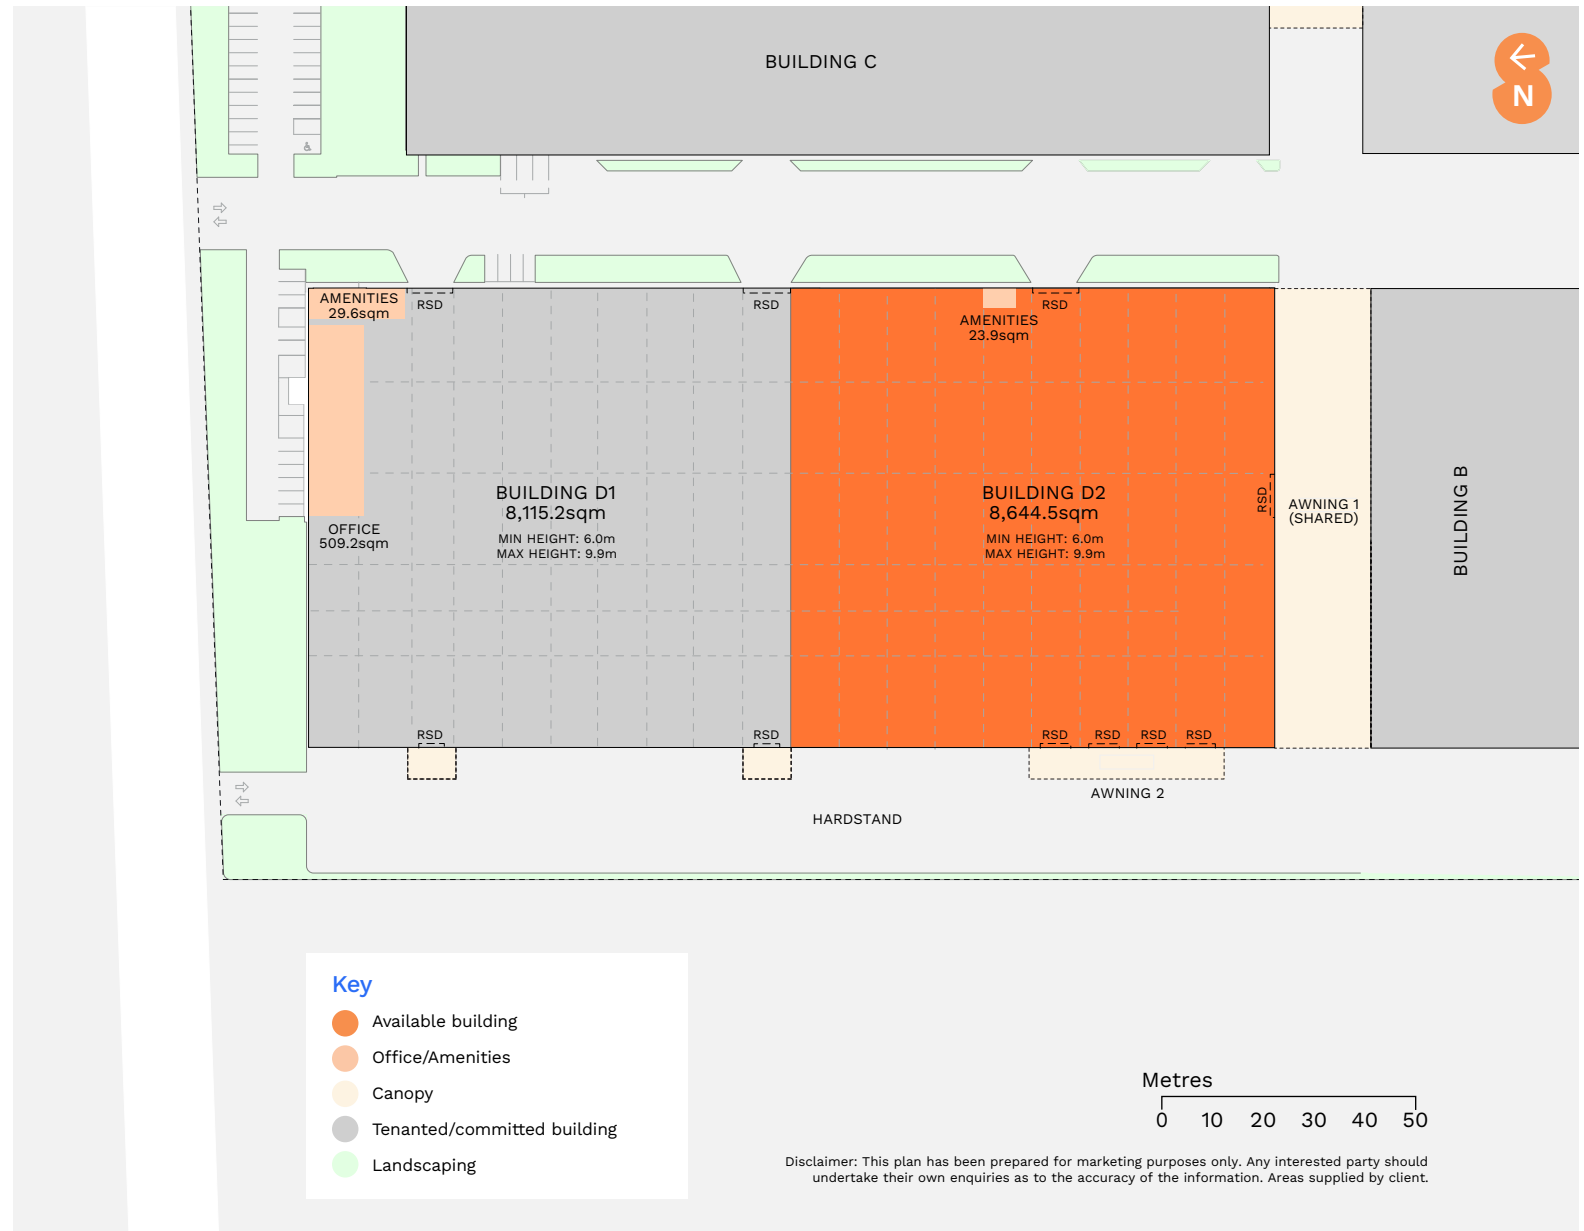 BUILDING C
N
AMENITIES
29.6sqm
RSD
RSD
RSD
AMENITIES
23.9sqm
OFFICE
509.2sqm
BUILDING D1
8,115.2sqm
MIN HEIGHT: 6.0m
MAX HEIGHT: 9.9m
BUILDING D2
8,644.5sqm
MIN HEIGHT: 6.0m
MAX HEIGHT: 9.9m
RSD
AWNING 1
(SHARED)
BUILDING B
RSD
RSD
RSD
RSD
RSD
RSD
AWNING 2
HARDSTAND
Key
Available building
Office/Amenities
Canopy
Tenanted/committed building
Landscaping
Metres
0 10 20 30 40 50
Disclaimer: This plan has been prepared for marketing purposes only. Any interested party should
undertake their own enquiries as to the accuracy of the information. Areas supplied by client.